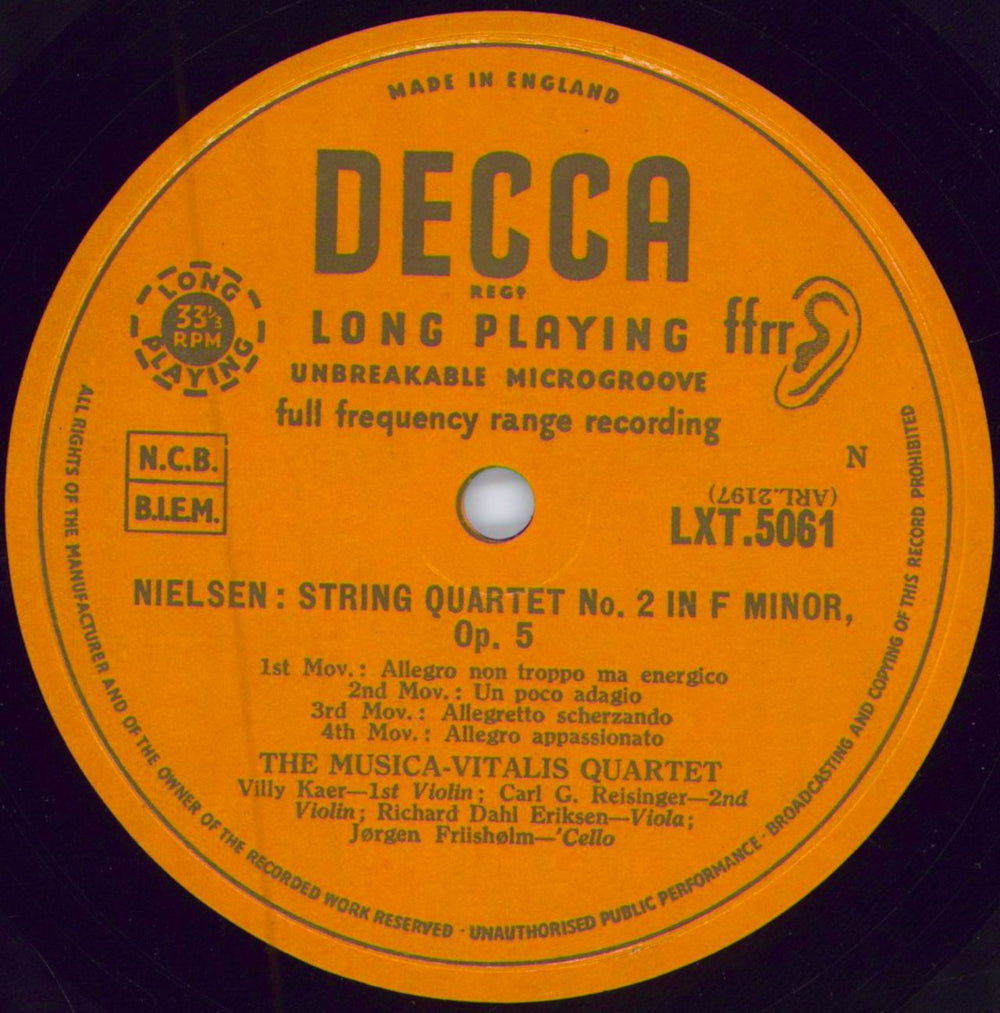 MADE IN ENGLAND
DECCA
REGD
LONG PLAYING
UNBREAKABLE MICROGROOVE
full frequency range recording
LONG
33⅓
RPM
PLAYING
ffrr
N.C.B.
B.I.E.M.
N
(ARL.2197)
LXT.5061
NIELSEN: STRING QUARTET No. 2 IN F MINOR,
Op. 5
1st Mov.: Allegro non troppo ma energico
2nd Mov.: Un poco adagio
3rd Mov.: Allegretto scherzando
4th Mov.: Allegro appassionato
THE MUSICA-VITALIS QUARTET
Villy Kaer—1st Violin; Carl G. Reisinger—2nd
Violin; Richard Dahl Eriksen—Viola;
Jørgen Friisholm—'Cello
ALL RIGHTS OF THE MANUFACTURER AND OF THE OWNER OF THE RECORDED WORK RESERVED · UNAUTHORISED PUBLIC PERFORMANCE · BROADCASTING AND COPYING OF THIS RECORD PROHIBITED